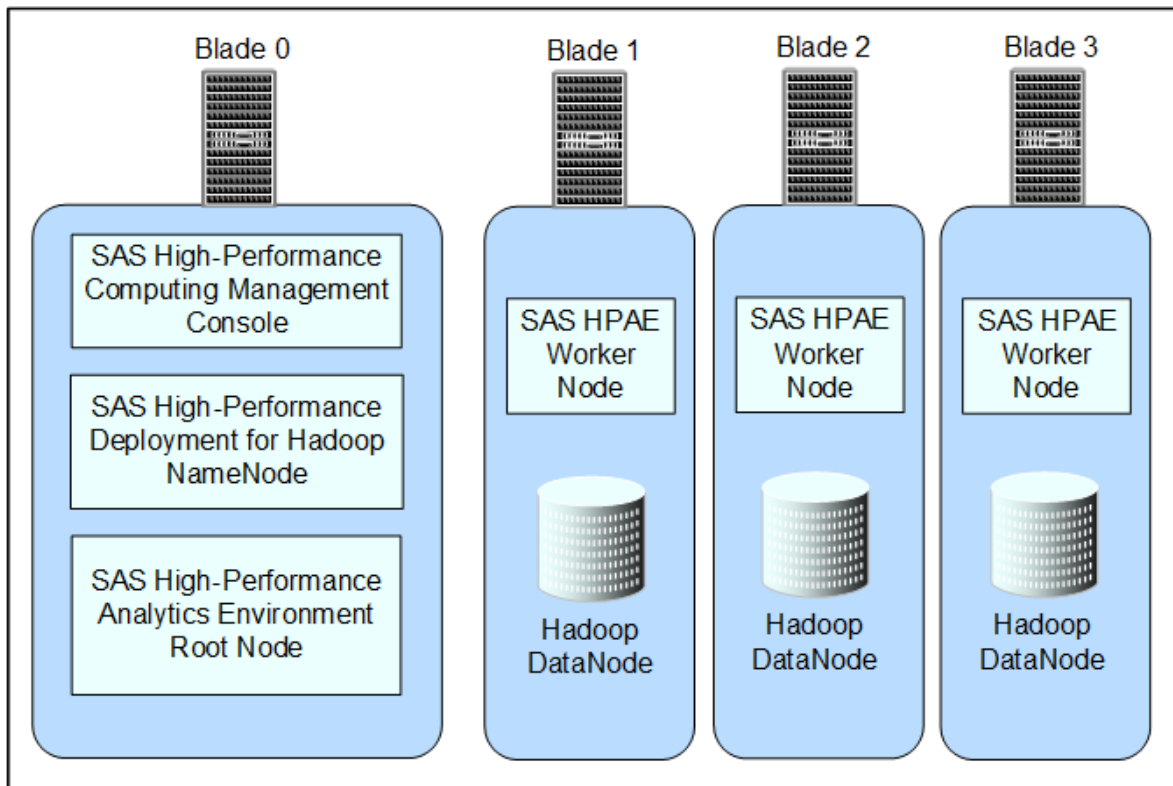 Blade 0
SAS High-Performance
Computing Management
Console
SAS High-Performance
Deployment for Hadoop
NameNode
SAS High-Performance
Analytics Environment
Root Node
Blade 1
SAS HPAE
Worker
Node
Hadoop
DataNode
Blade 2
SAS HPAE
Worker
Node
Hadoop
DataNode
Blade 3
SAS HPAE
Worker
Node
Hadoop
DataNode